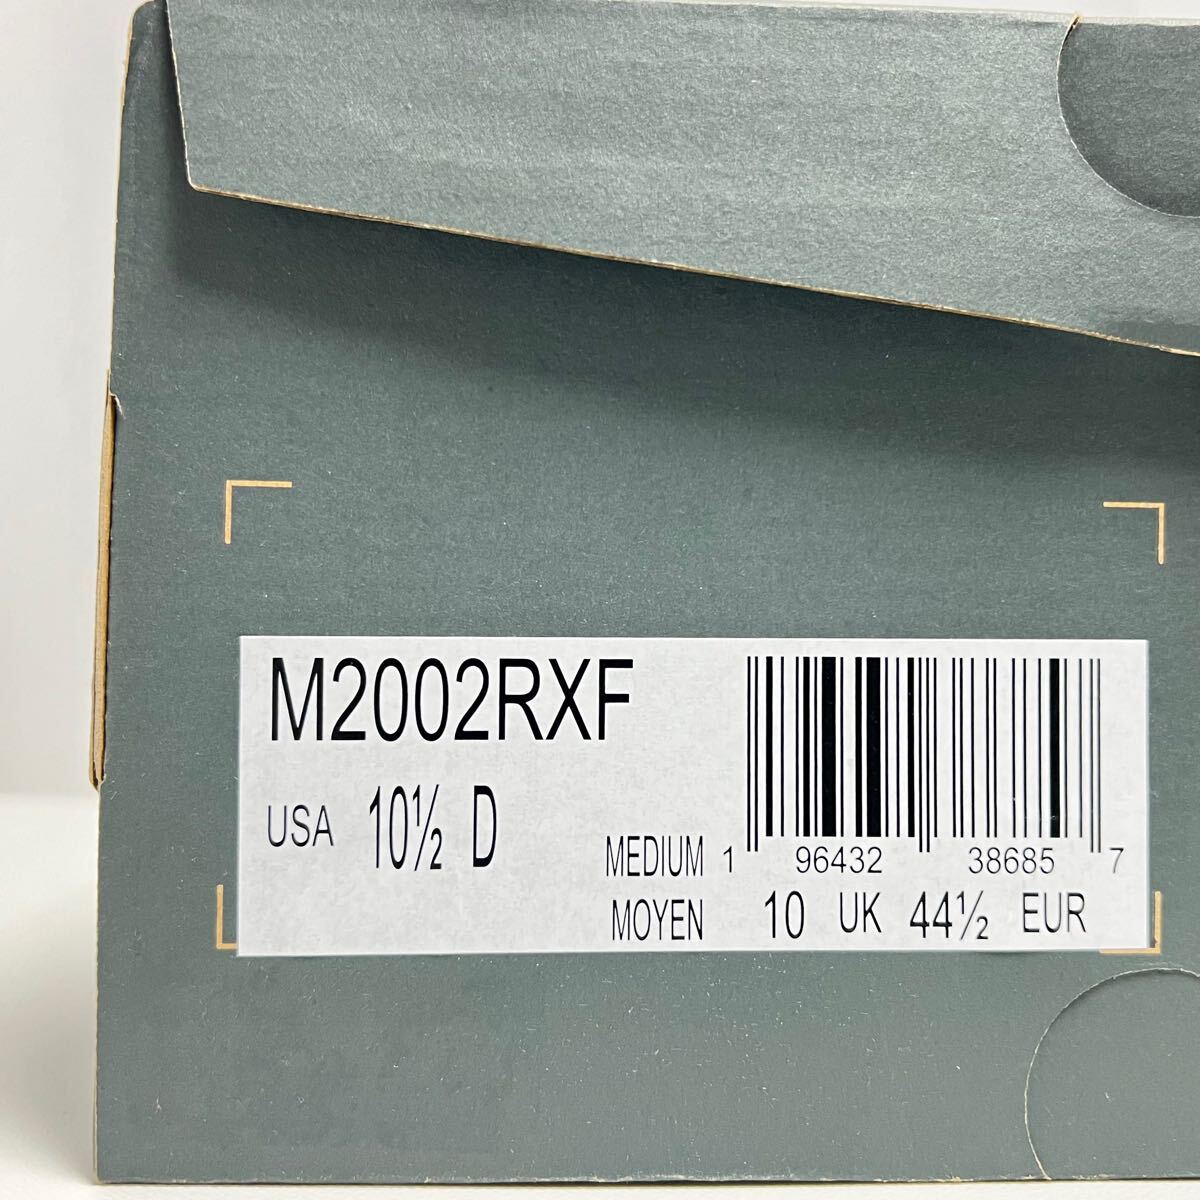 M2002RXF
USA 10½ D
1 96432 38685 7
MEDIUM
MOYEN
10 UK 44½ EUR